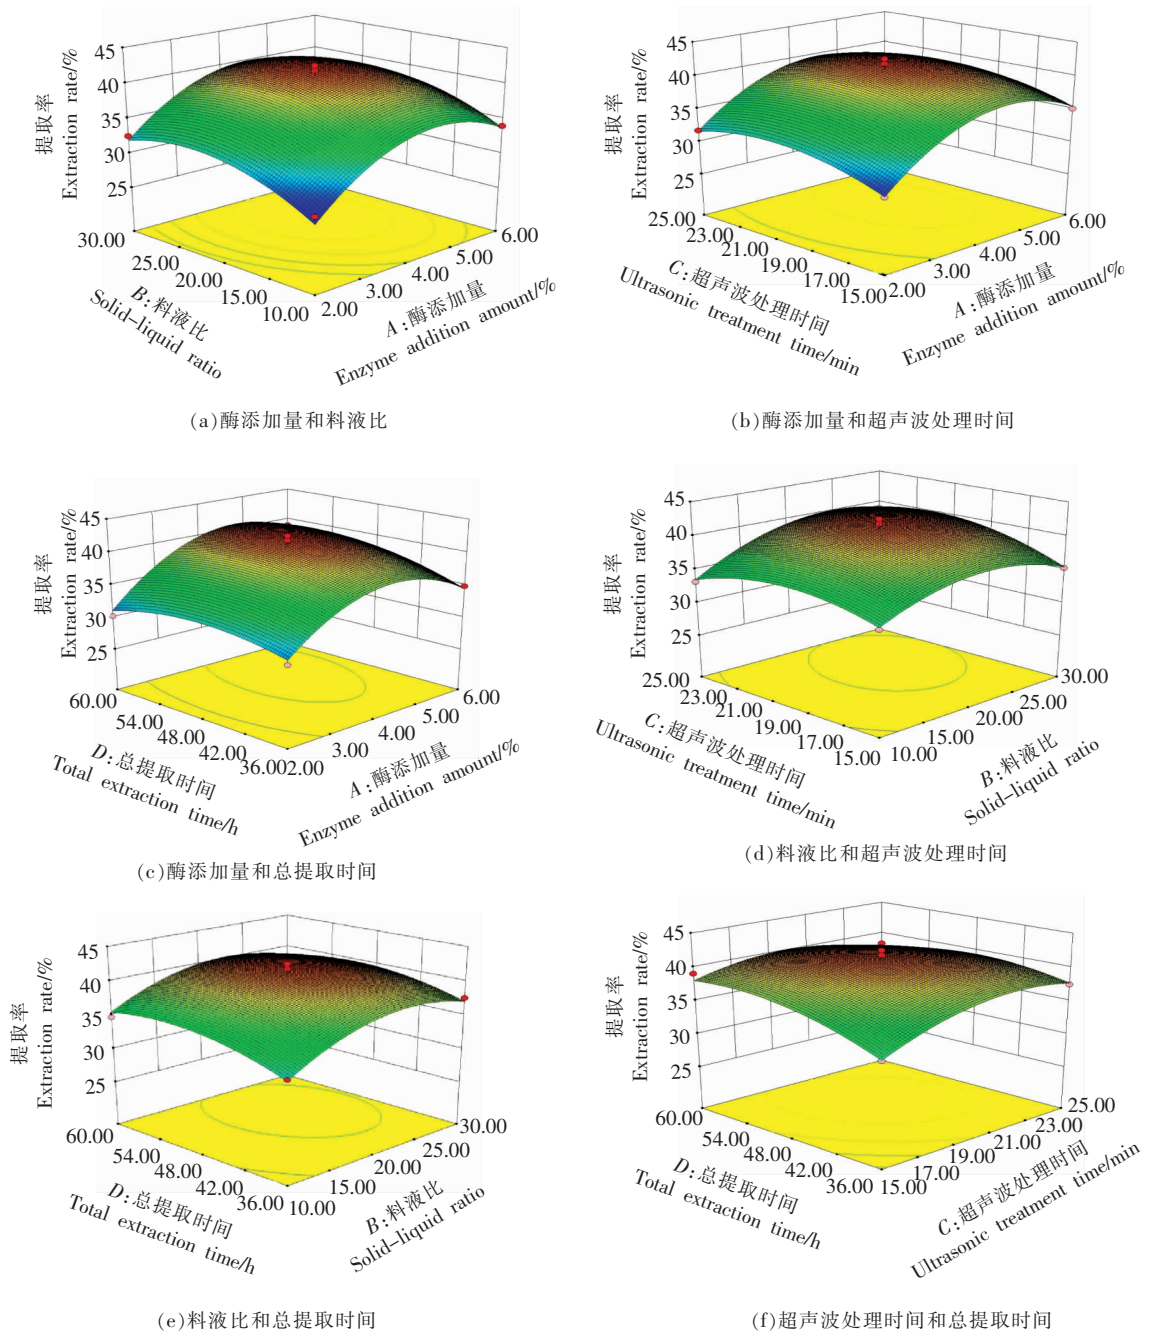 45
40
35
30
25
提取率
Extraction rate/%
30.00
25.00
20.00
15.00
10.00
B:料液比
Solid-liquid ratio
2.00
3.00
4.00
5.00
6.00
A:酶添加量
Enzyme addition amount/%
(a)酶添加量和料液比
45
40
35
30
25
提取率
Extraction rate/%
25.00
23.00
21.00
19.00
17.00
15.00
C:超声波处理时间
Ultrasonic treatment time/min
2.00
3.00
4.00
5.00
6.00
A:酶添加量
Enzyme addition amount/%
(b)酶添加量和超声波处理时间
45
40
35
30
25
提取率
Extraction rate/%
60.00
54.00
48.00
42.00
36.00
D:总提取时间
Total extraction time/h
2.00
3.00
4.00
5.00
6.00
A:酶添加量
Enzyme addition amount/%
(c)酶添加量和总提取时间
45
40
35
30
25
提取率
Extraction rate/%
25.00
23.00
21.00
19.00
17.00
15.00
C:超声波处理时间
Ultrasonic treatment time/min
10.00
15.00
20.00
25.00
30.00
B:料液比
Solid-liquid ratio
(d)料液比和超声波处理时间
45
40
35
30
25
提取率
Extraction rate/%
60.00
54.00
48.00
42.00
36.00
D:总提取时间
Total extraction time/h
10.00
15.00
20.00
25.00
30.00
B:料液比
Solid-liquid ratio
(e)料液比和总提取时间
45
40
35
30
25
提取率
Extraction rate/%
60.00
54.00
48.00
42.00
36.00
D:总提取时间
Total extraction time/h
15.00
17.00
19.00
21.00
23.00
25.00
C:超声波处理时间
Ultrasonic treatment time/min
(f)超声波处理时间和总提取时间